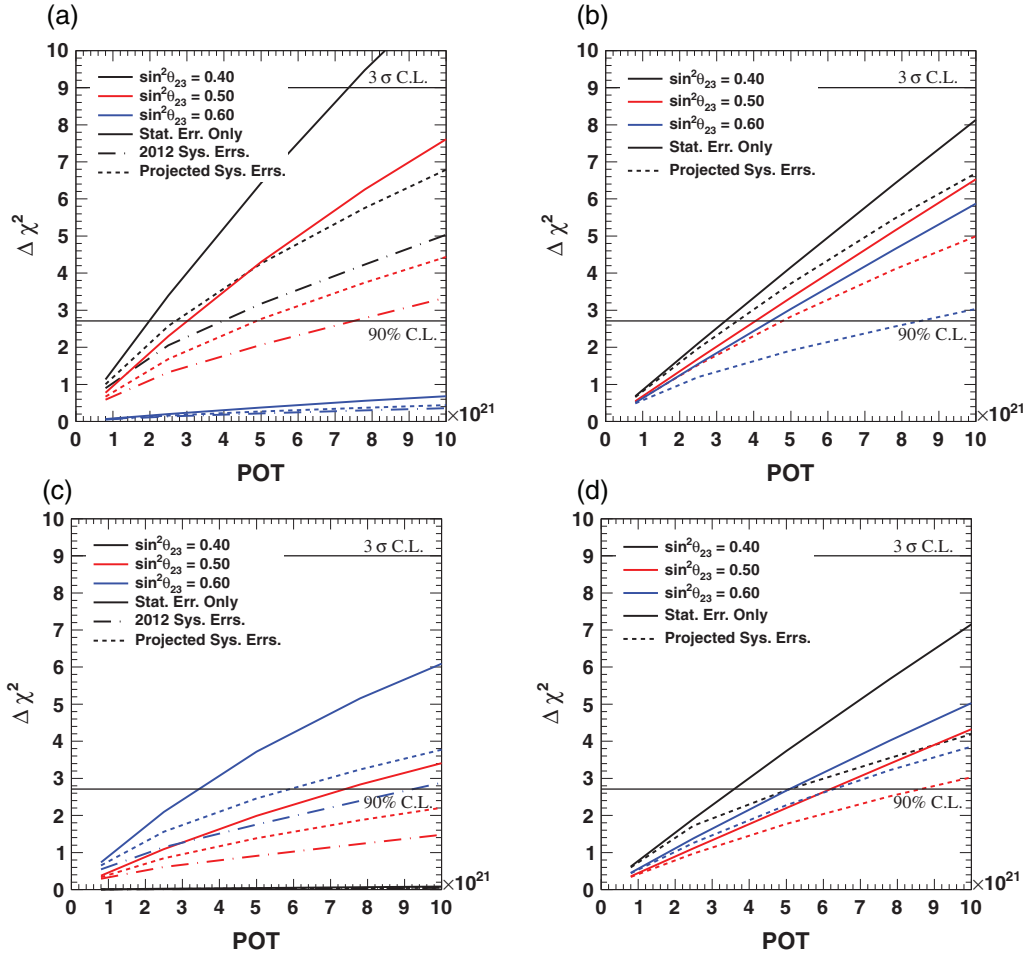 (a)
10
9
8
7
6
5
4
3
2
1
0
Δ χ²
sin²θ₂₃ = 0.40
sin²θ₂₃ = 0.50
sin²θ₂₃ = 0.60
Stat. Err. Only
2012 Sys. Errs.
Projected Sys. Errs.
3 σ C.L.
90% C.L.
0 1 2 3 4 5 6 7 8 9 10
×10²¹
POT
(b)
10
9
8
7
6
5
4
3
2
1
0
Δ χ²
sin²θ₂₃ = 0.40
sin²θ₂₃ = 0.50
sin²θ₂₃ = 0.60
Stat. Err. Only
Projected Sys. Errs.
3 σ C.L.
90% C.L.
0 1 2 3 4 5 6 7 8 9 10
×10²¹
POT
(c)
10
9
8
7
6
5
4
3
2
1
0
Δ χ²
sin²θ₂₃ = 0.40
sin²θ₂₃ = 0.50
sin²θ₂₃ = 0.60
Stat. Err. Only
2012 Sys. Errs.
Projected Sys. Errs.
3 σ C.L.
90% C.L.
0 1 2 3 4 5 6 7 8 9 10
×10²¹
POT
(d)
10
9
8
7
6
5
4
3
2
1
0
Δ χ²
sin²θ₂₃ = 0.40
sin²θ₂₃ = 0.50
sin²θ₂₃ = 0.60
Stat. Err. Only
Projected Sys. Errs.
3 σ C.L.
90% C.L.
0 1 2 3 4 5 6 7 8 9 10
×10²¹
POT